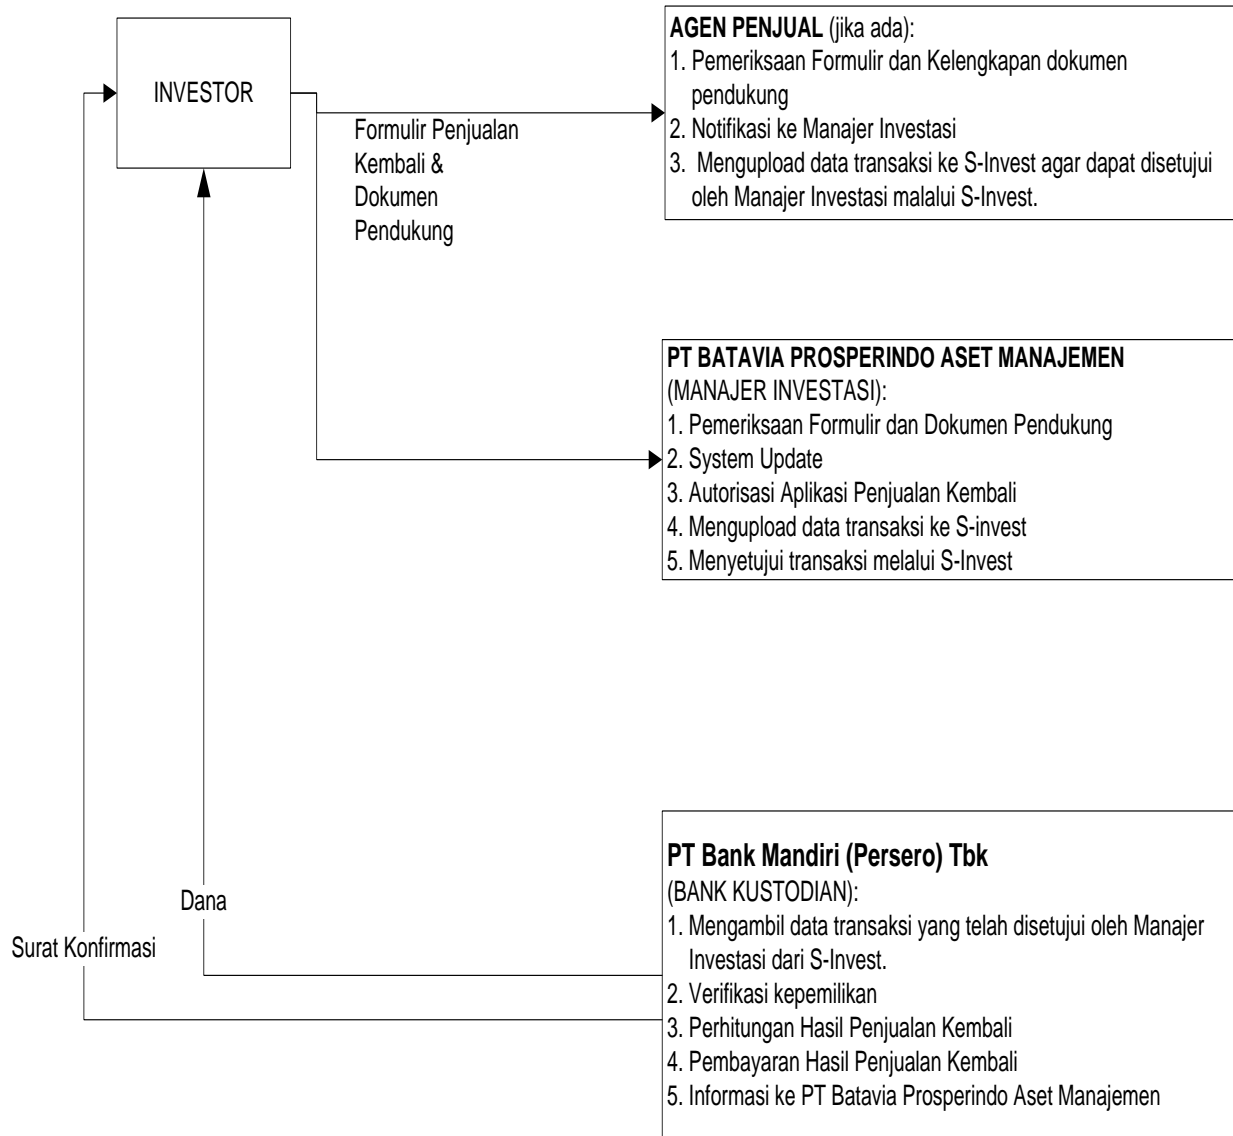 INVESTOR
Formulir Penjualan
Kembali &
Dokumen
Pendukung
AGEN PENJUAL (jika ada):
1. Pemeriksaan Formulir dan Kelengkapan dokumen
pendukung
2. Notifikasi ke Manajer Investasi
3. Mengupload data transaksi ke S-Invest agar dapat disetujui
oleh Manajer Investasi malalui S-Invest.
PT BATAVIA PROSPERINDO ASET MANAJEMEN
(MANAJER INVESTASI):
1. Pemeriksaan Formulir dan Dokumen Pendukung
2. System Update
3. Autorisasi Aplikasi Penjualan Kembali
4. Mengupload data transaksi ke S-invest
5. Menyetujui transaksi melalui S-Invest
Dana
Surat Konfirmasi
PT Bank Mandiri (Persero) Tbk
(BANK KUSTODIAN):
1. Mengambil data transaksi yang telah disetujui oleh Manajer
Investasi dari S-Invest.
2. Verifikasi kepemilikan
3. Perhitungan Hasil Penjualan Kembali
4. Pembayaran Hasil Penjualan Kembali
5. Informasi ke PT Batavia Prosperindo Aset Manajemen